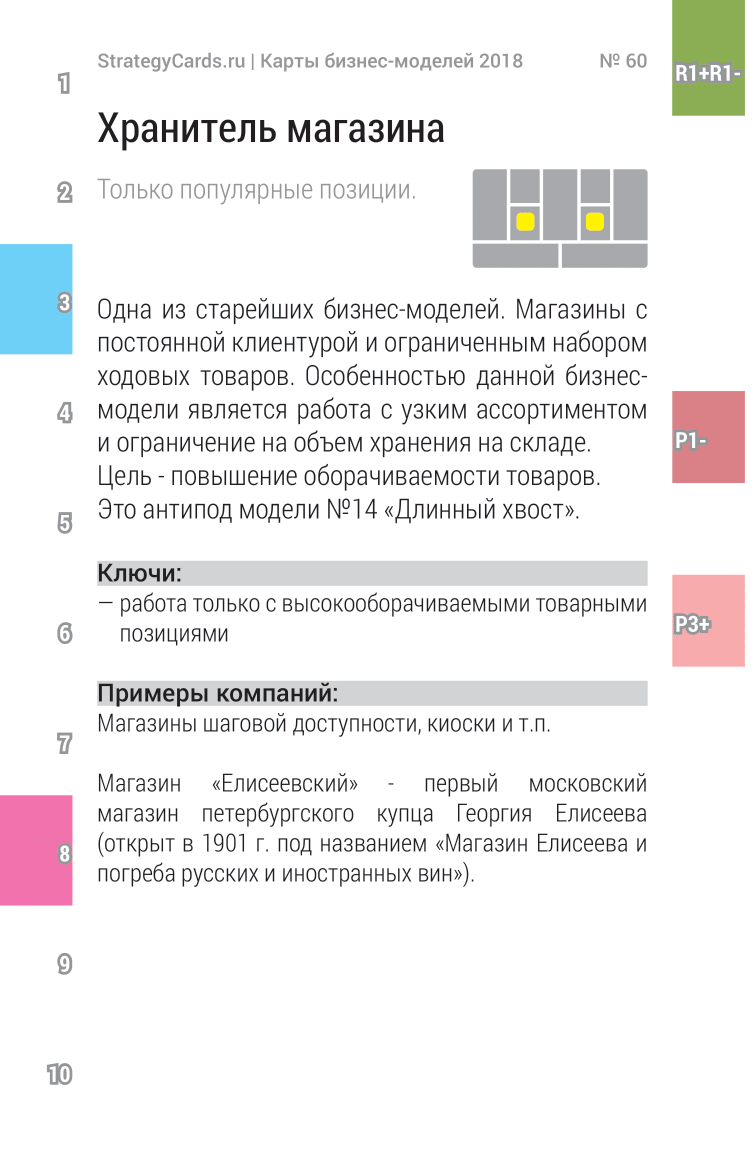 StrategyCards.ru | Карты бизнес-моделей 2018 № 60
R1+R1-
1
Хранитель магазина
2
Только популярные позиции.
3
Одна из старейших бизнес-моделей. Магазины с
постоянной клиентурой и ограниченным набором
ходовых товаров. Особенностью данной бизнес-
модели является работа с узким ассортиментом
и ограничение на объем хранения на складе.
Цель - повышение оборачиваемости товаров.
Это антипод модели №14 «Длинный хвост».
4
P1-
5
Ключи:
— работа только с высокооборачиваемыми товарными
позициями
6
P3+
Примеры компаний:
Магазины шаговой доступности, киоски и т.п.
7
Магазин «Елисеевский» - первый московский
магазин петербургского купца Георгия Елисеева
(открыт в 1901 г. под названием «Магазин Елисеева и
погреба русских и иностранных вин»).
8
9
10